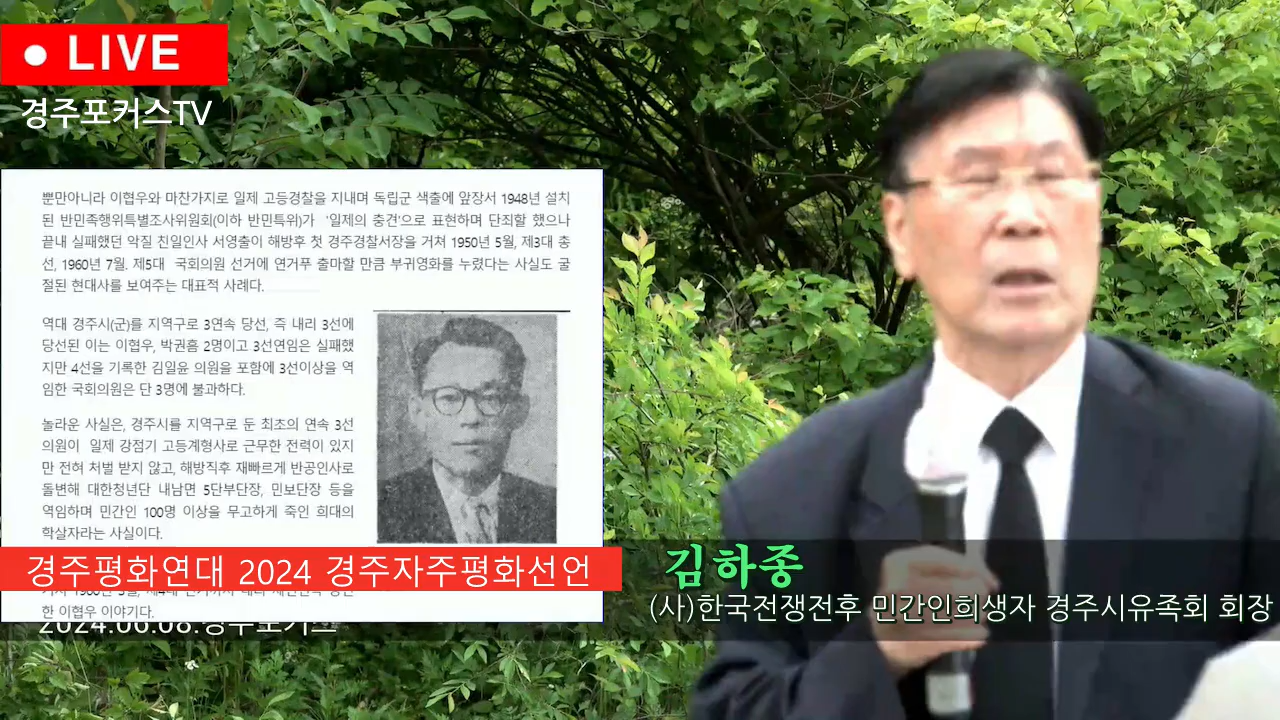 LIVE
경주포커스TV
뿐만아니라 이협우와 마찬가지로 일제 고등경찰을 지내며 독립군 색출에 앞장서 1948년 설치
된 반민족행위특별조사위원회(이하 반민특위)가 '일제의 충견'으로 표현하며 단죄할 했으나
끝내 실패했던 악질 친일인사 서영출이 해방후 첫 경주경찰서장을 거쳐 1950년 5월, 제3대 총
선, 1960년 7월. 제5대 국회의원 선거에 연거푸 출마할 만큼 부귀영화를 누렸다는 사실도 굴
절된 현대사를 보여주는 대표적 사례다.
역대 경주시(군)를 지역구로 3연속 당선, 즉 내리 3선에
당선된 이는 이협우, 박권흠 2명이고 3선연임은 실패했
지만 4선을 기록한 김일윤 의원을 포함에 3선이상을 역
임한 국회의원은 단 3명에 불과하다.
놀라운 사실은, 경주시를 지역구로 둔 최초의 연속 3선
의원이 일제 강점기 고등계형사로 근무한 전력이 있지
만 전혀 처벌 받지 않고, 해방직후 재빠르게 반공인사로
돌변해 대한청년단 내남면 5단부단장, 민보단장 등을
역임하며 민간인 100명 이상을 무고하게 죽인 희대의
학살자라는 사실이다.
경주평화연대 2024 경주자주평화선언
한 이협우 이야기다.
2024.06.08.경주포커스
김하종
(사)한국전쟁전후 민간인희생자 경주시유족회 회장